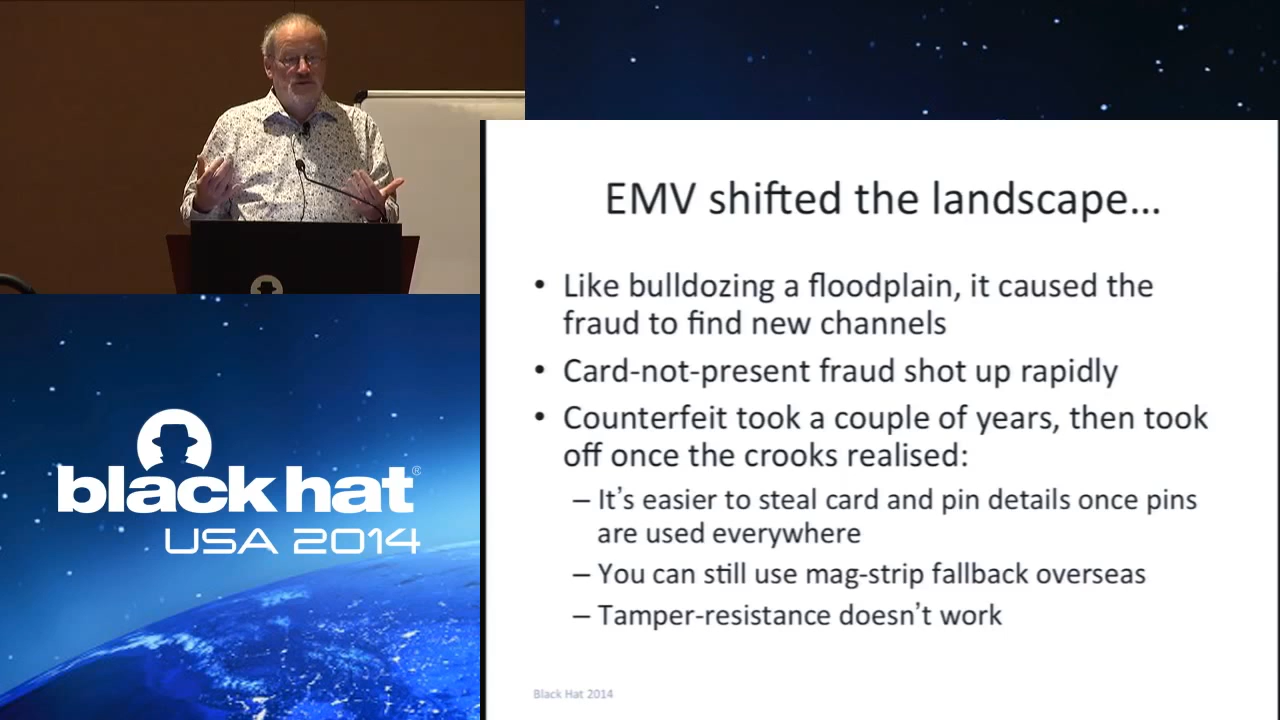 EMV shifted the landscape…
• Like bulldozing a floodplain, it caused the
fraud to find new channels
• Card-not-present fraud shot up rapidly
• Counterfeit took a couple of years, then took
off once the crooks realised:
– It’s easier to steal card and pin details once pins
are used everywhere
– You can still use mag-strip fallback overseas
– Tamper-resistance doesn’t work
Black Hat 2014
black hat®
USA 2014